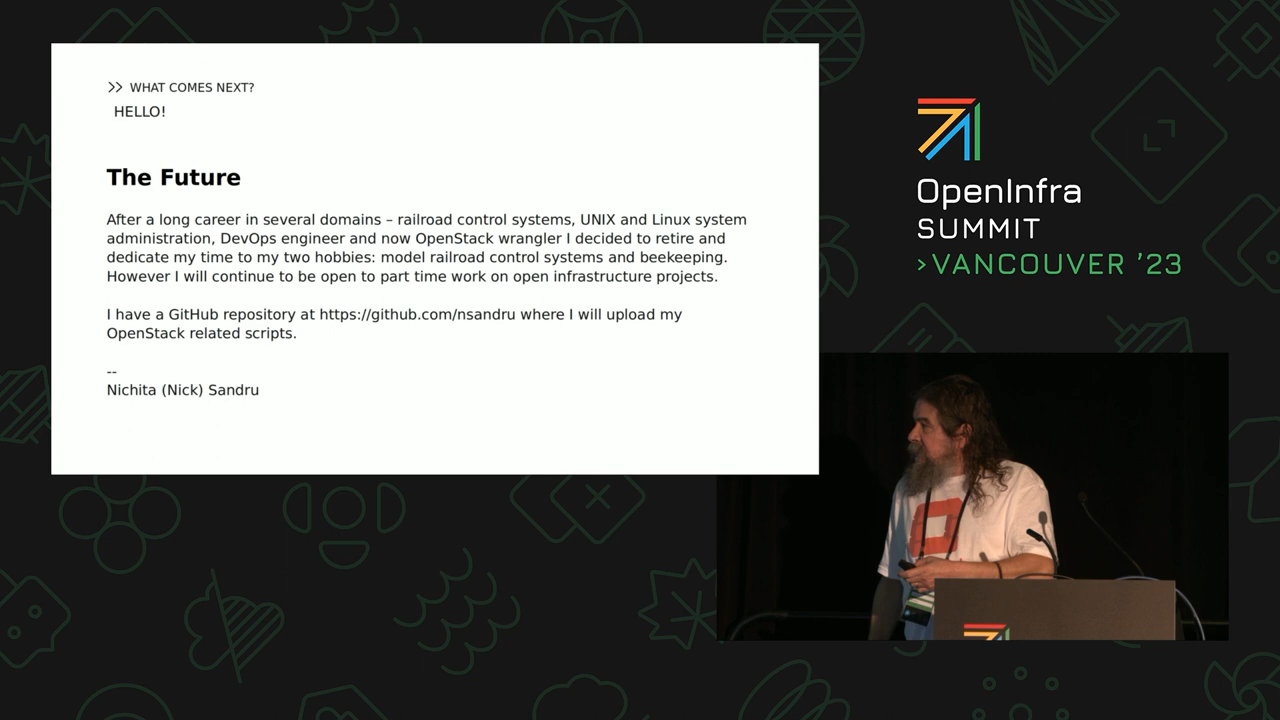 >> WHAT COMES NEXT?
HELLO!
The Future
After a long career in several domains – railroad control systems, UNIX and Linux system
administration, DevOps engineer and now OpenStack wrangler I decided to retire and
dedicate my time to my two hobbies: model railroad control systems and beekeeping.
However I will continue to be open to part time work on open infrastructure projects.
I have a GitHub repository at https://github.com/nsandru where I will upload my
OpenStack related scripts.
--
Nichita (Nick) Sandru
OpenInfra
SUMMIT
>VANCOUVER ’23